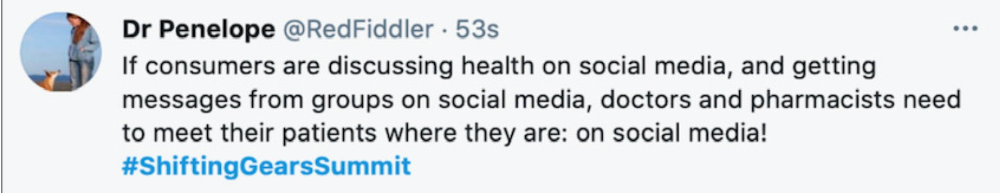 Dr Penelope @RedFiddler · 53s
If consumers are discussing health on social media, and getting
messages from groups on social media, doctors and pharmacists need
to meet their patients where they are: on social media!
#ShiftingGearsSummit